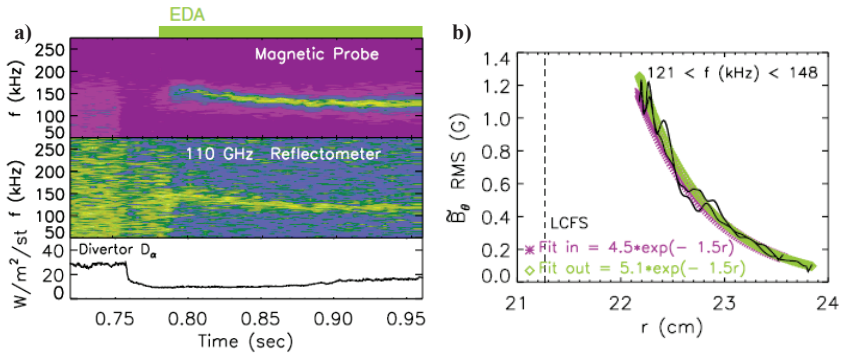 EDA
a)
Magnetic Probe
f (kHz)
250
200
150
100
50
110 GHz Reflectometer
f (kHz)
250
200
150
100
50
Divertor Dα
W/m²/st
40
20
0
0.75 0.80 0.85 0.90 0.95
Time (sec)
b)
121 < f (kHz) < 148
B̃θ RMS (G)
1.4
1.2
1.0
0.8
0.6
0.4
0.2
0.0
LCFS
Fit in = 4.5*exp(- 1.5r)
Fit out = 5.1*exp(- 1.5r)
21 22 23 24
r (cm)